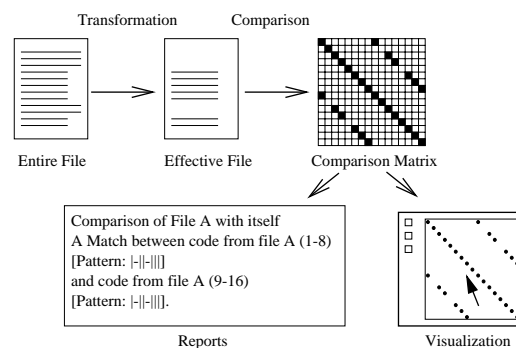 Transformation
Comparison
Entire File
Effective File
Comparison Matrix
Comparison of File A with itself
A Match between code from file A (1-8)
[Pattern: |-||-|||]
and code from file A (9-16)
[Pattern: |-||-|||].
Reports
Visualization